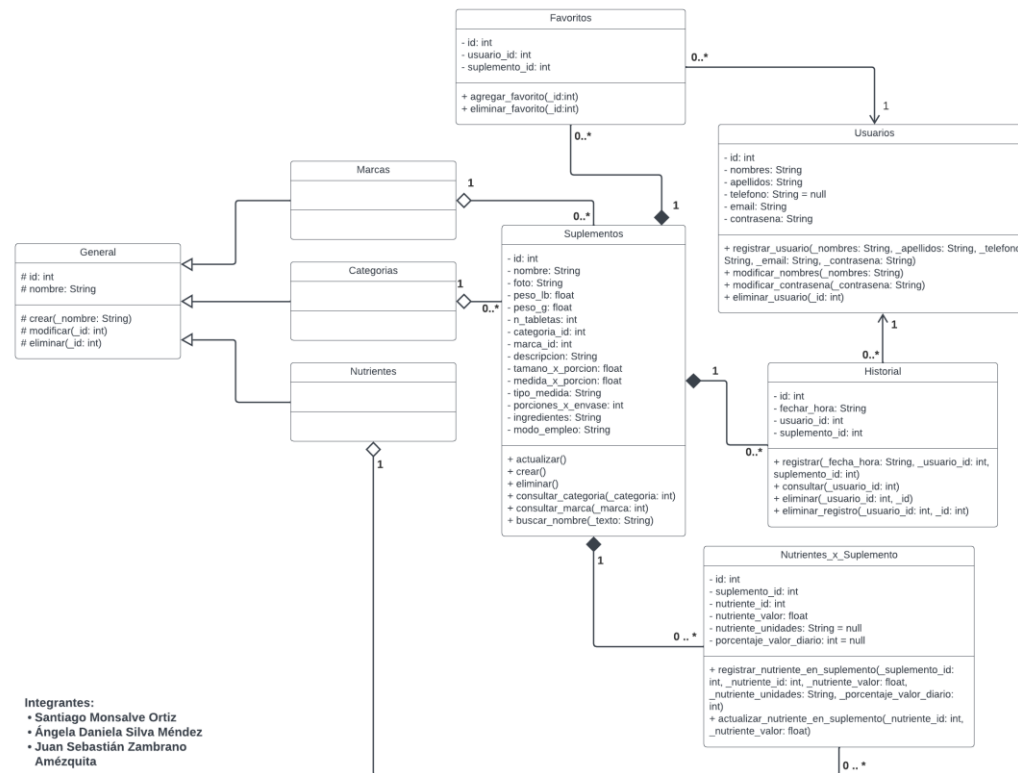 Favoritos
- id: int
- usuario_id: int
- suplemento_id: int
+ agregar_favorito(_id:int)
+ eliminar_favorito(_id:int)
0..*
1
0..*
1
Usuarios
- id: int
- nombres: String
- apellidos: String
- telefono: String = null
- email: String
- contrasena: String
+ registrar_usuario(_nombres: String, _apellidos: String, _telefono
String, _email: String, _contrasena: String)
+ modificar_nombres(_nombres: String)
+ modificar_contrasena(_contrasena: String)
+ eliminar_usuario(_id: int)
Marcas
1
0..*
General
# id: int
# nombre: String
# crear(_nombre: String)
# modificar(_id: int)
# eliminar(_id: int)
Categorias
1
0..*
Nutrientes
1
Suplementos
- id: int
- nombre: String
- foto: String
- peso_lb: float
- peso_g: float
- n_tabletas: int
- categoria_id: int
- marca_id: int
- descripcion: String
- tamano_x_porcion: float
- medida_x_porcion: float
- tipo_medida: String
- porciones_x_envase: int
- ingredientes: String
- modo_empleo: String
+ actualizar()
+ crear()
+ eliminar()
+ consultar_categoria(_categoria: int)
+ consultar_marca(_marca: int)
+ buscar_nombre(_texto: String)
1
0..*
1
0..*
Historial
- id: int
- fechar_hora: String
- usuario_id: int
- suplemento_id: int
+ registrar(_fecha_hora: String, _usuario_id: int,
suplemento_id: int)
+ consultar(_usuario_id: int)
+ eliminar(_usuario_id: int, _id)
+ eliminar_registro(_usuario_id: int, _id: int)
1
0 .. *
Nutrientes_x_Suplemento
- id: int
- suplemento_id: int
- nutriente_id: int
- nutriente_valor: float
- nutriente_unidades: String = null
- porcentaje_valor_diario: int = null
+ registrar_nutriente_en_suplemento(_suplemento_id:
int, _nutriente_id: int, _nutriente_valor: float,
_nutriente_unidades: String, _porcentaje_valor_diario:
int)
+ actualizar_nutriente_en_suplemento(_nutriente_id: int,
_nutriente_valor: float)
0 .. *
Integrantes:
• Santiago Monsalve Ortiz
• Ángela Daniela Silva Méndez
• Juan Sebastián Zambrano
Amézquita